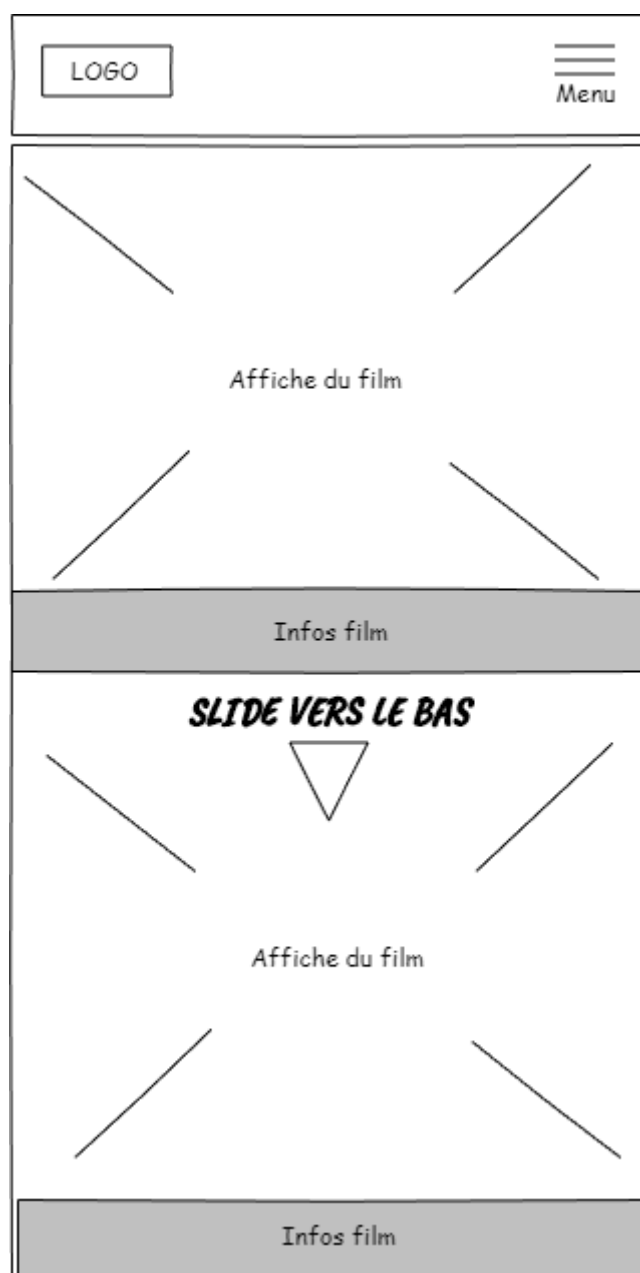 LOGO
Menu
Affiche du film
Infos film
SLIDE VERS LE BAS
Affiche du film
Infos film